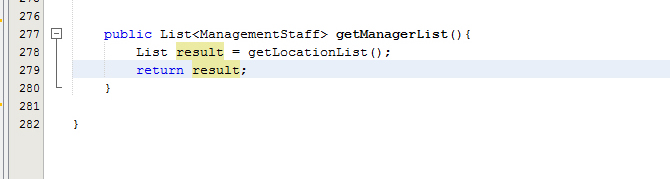 276
277 public List<ManagementStaff> getManagerList(){
278 List result = getLocationList();
279 return result;
280 }
281
282 }